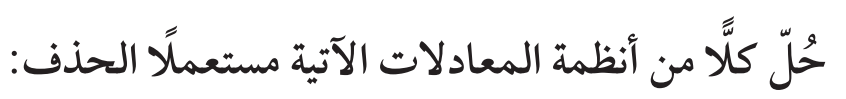 حُلّ كلًّا من أنظمة المعادلات الآتية مستعملًا الحذف: